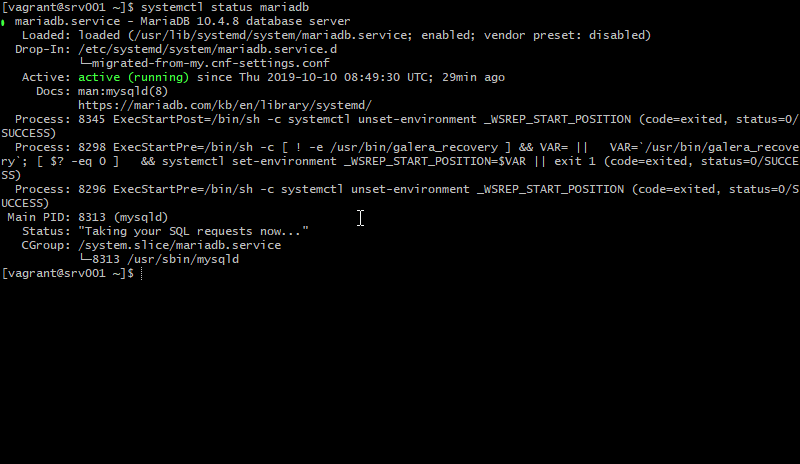 [vagrant@srv001 ~]$ systemctl status mariadb
● mariadb.service - MariaDB 10.4.8 database server
   Loaded: loaded (/usr/lib/systemd/system/mariadb.service; enabled; vendor preset: disabled)
  Drop-In: /etc/systemd/system/mariadb.service.d
           └─migrated-from-my.cnf-settings.conf
   Active: active (running) since Thu 2019-10-10 08:49:30 UTC; 29min ago
     Docs: man:mysqld(8)
           https://mariadb.com/kb/en/library/systemd/
  Process: 8345 ExecStartPost=/bin/sh -c systemctl unset-environment _WSREP_START_POSITION (code=exited, status=0/
SUCCESS)
  Process: 8298 ExecStartPre=/bin/sh -c [ ! -e /usr/bin/galera_recovery ] && VAR= ||   VAR=`/usr/bin/galera_recove
ry`; [ $? -eq 0 ]   && systemctl set-environment _WSREP_START_POSITION=$VAR || exit 1 (code=exited, status=0/SUCCE
SS)
  Process: 8296 ExecStartPre=/bin/sh -c systemctl unset-environment _WSREP_START_POSITION (code=exited, status=0/S
UCCESS)
 Main PID: 8313 (mysqld)
   Status: "Taking your SQL requests now..."
   CGroup: /system.slice/mariadb.service
           └─8313 /usr/sbin/mysqld
[vagrant@srv001 ~]$